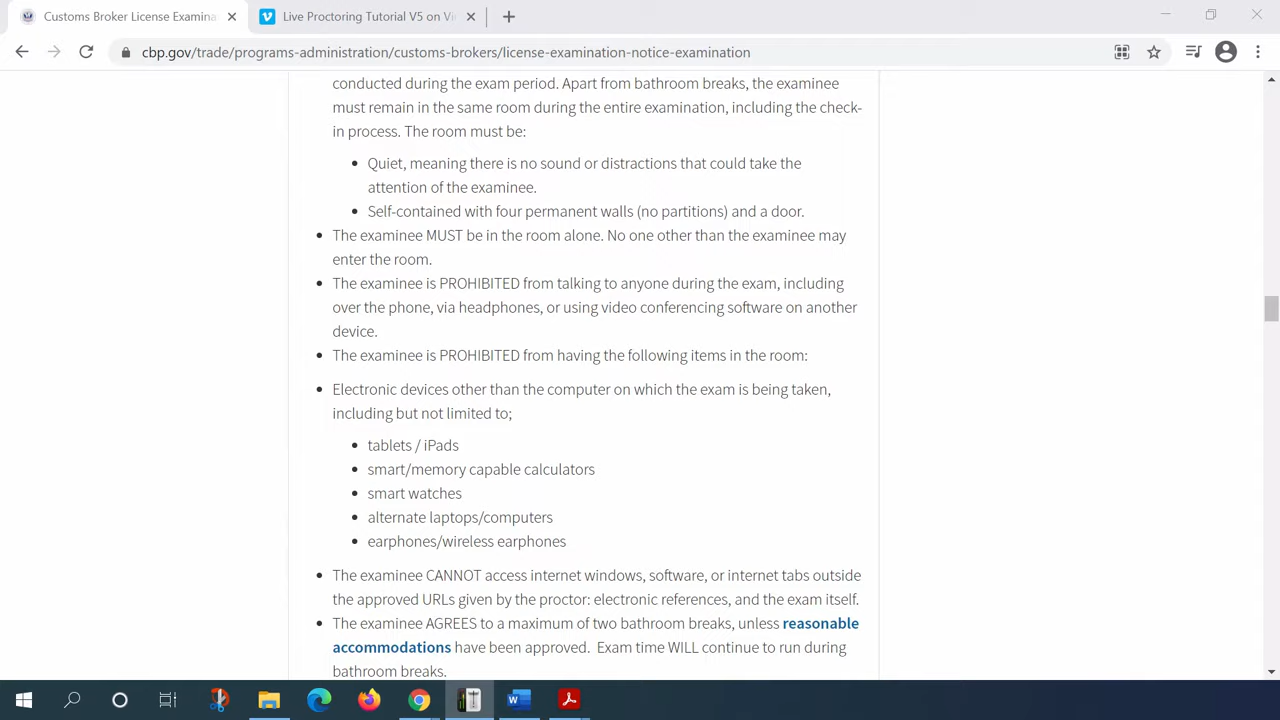 Customs Broker License Examina
Live Proctoring Tutorial V5 on Vi
cbp.gov/trade/programs-administration/customs-brokers/license-examination-notice-examination
conducted during the exam period. Apart from bathroom breaks, the examinee
must remain in the same room during the entire examination, including the check-
in process. The room must be:
Quiet, meaning there is no sound or distractions that could take the
attention of the examinee.
Self-contained with four permanent walls (no partitions) and a door.
The examinee MUST be in the room alone. No one other than the examinee may
enter the room.
The examinee is PROHIBITED from talking to anyone during the exam, including
over the phone, via headphones, or using video conferencing software on another
device.
The examinee is PROHIBITED from having the following items in the room:
Electronic devices other than the computer on which the exam is being taken,
including but not limited to;
tablets / iPads
smart/memory capable calculators
smart watches
alternate laptops/computers
earphones/wireless earphones
The examinee CANNOT access internet windows, software, or internet tabs outside
the approved URLs given by the proctor: electronic references, and the exam itself.
The examinee AGREES to a maximum of two bathroom breaks, unless reasonable
accommodations have been approved.  Exam time WILL continue to run during
bathroom breaks.